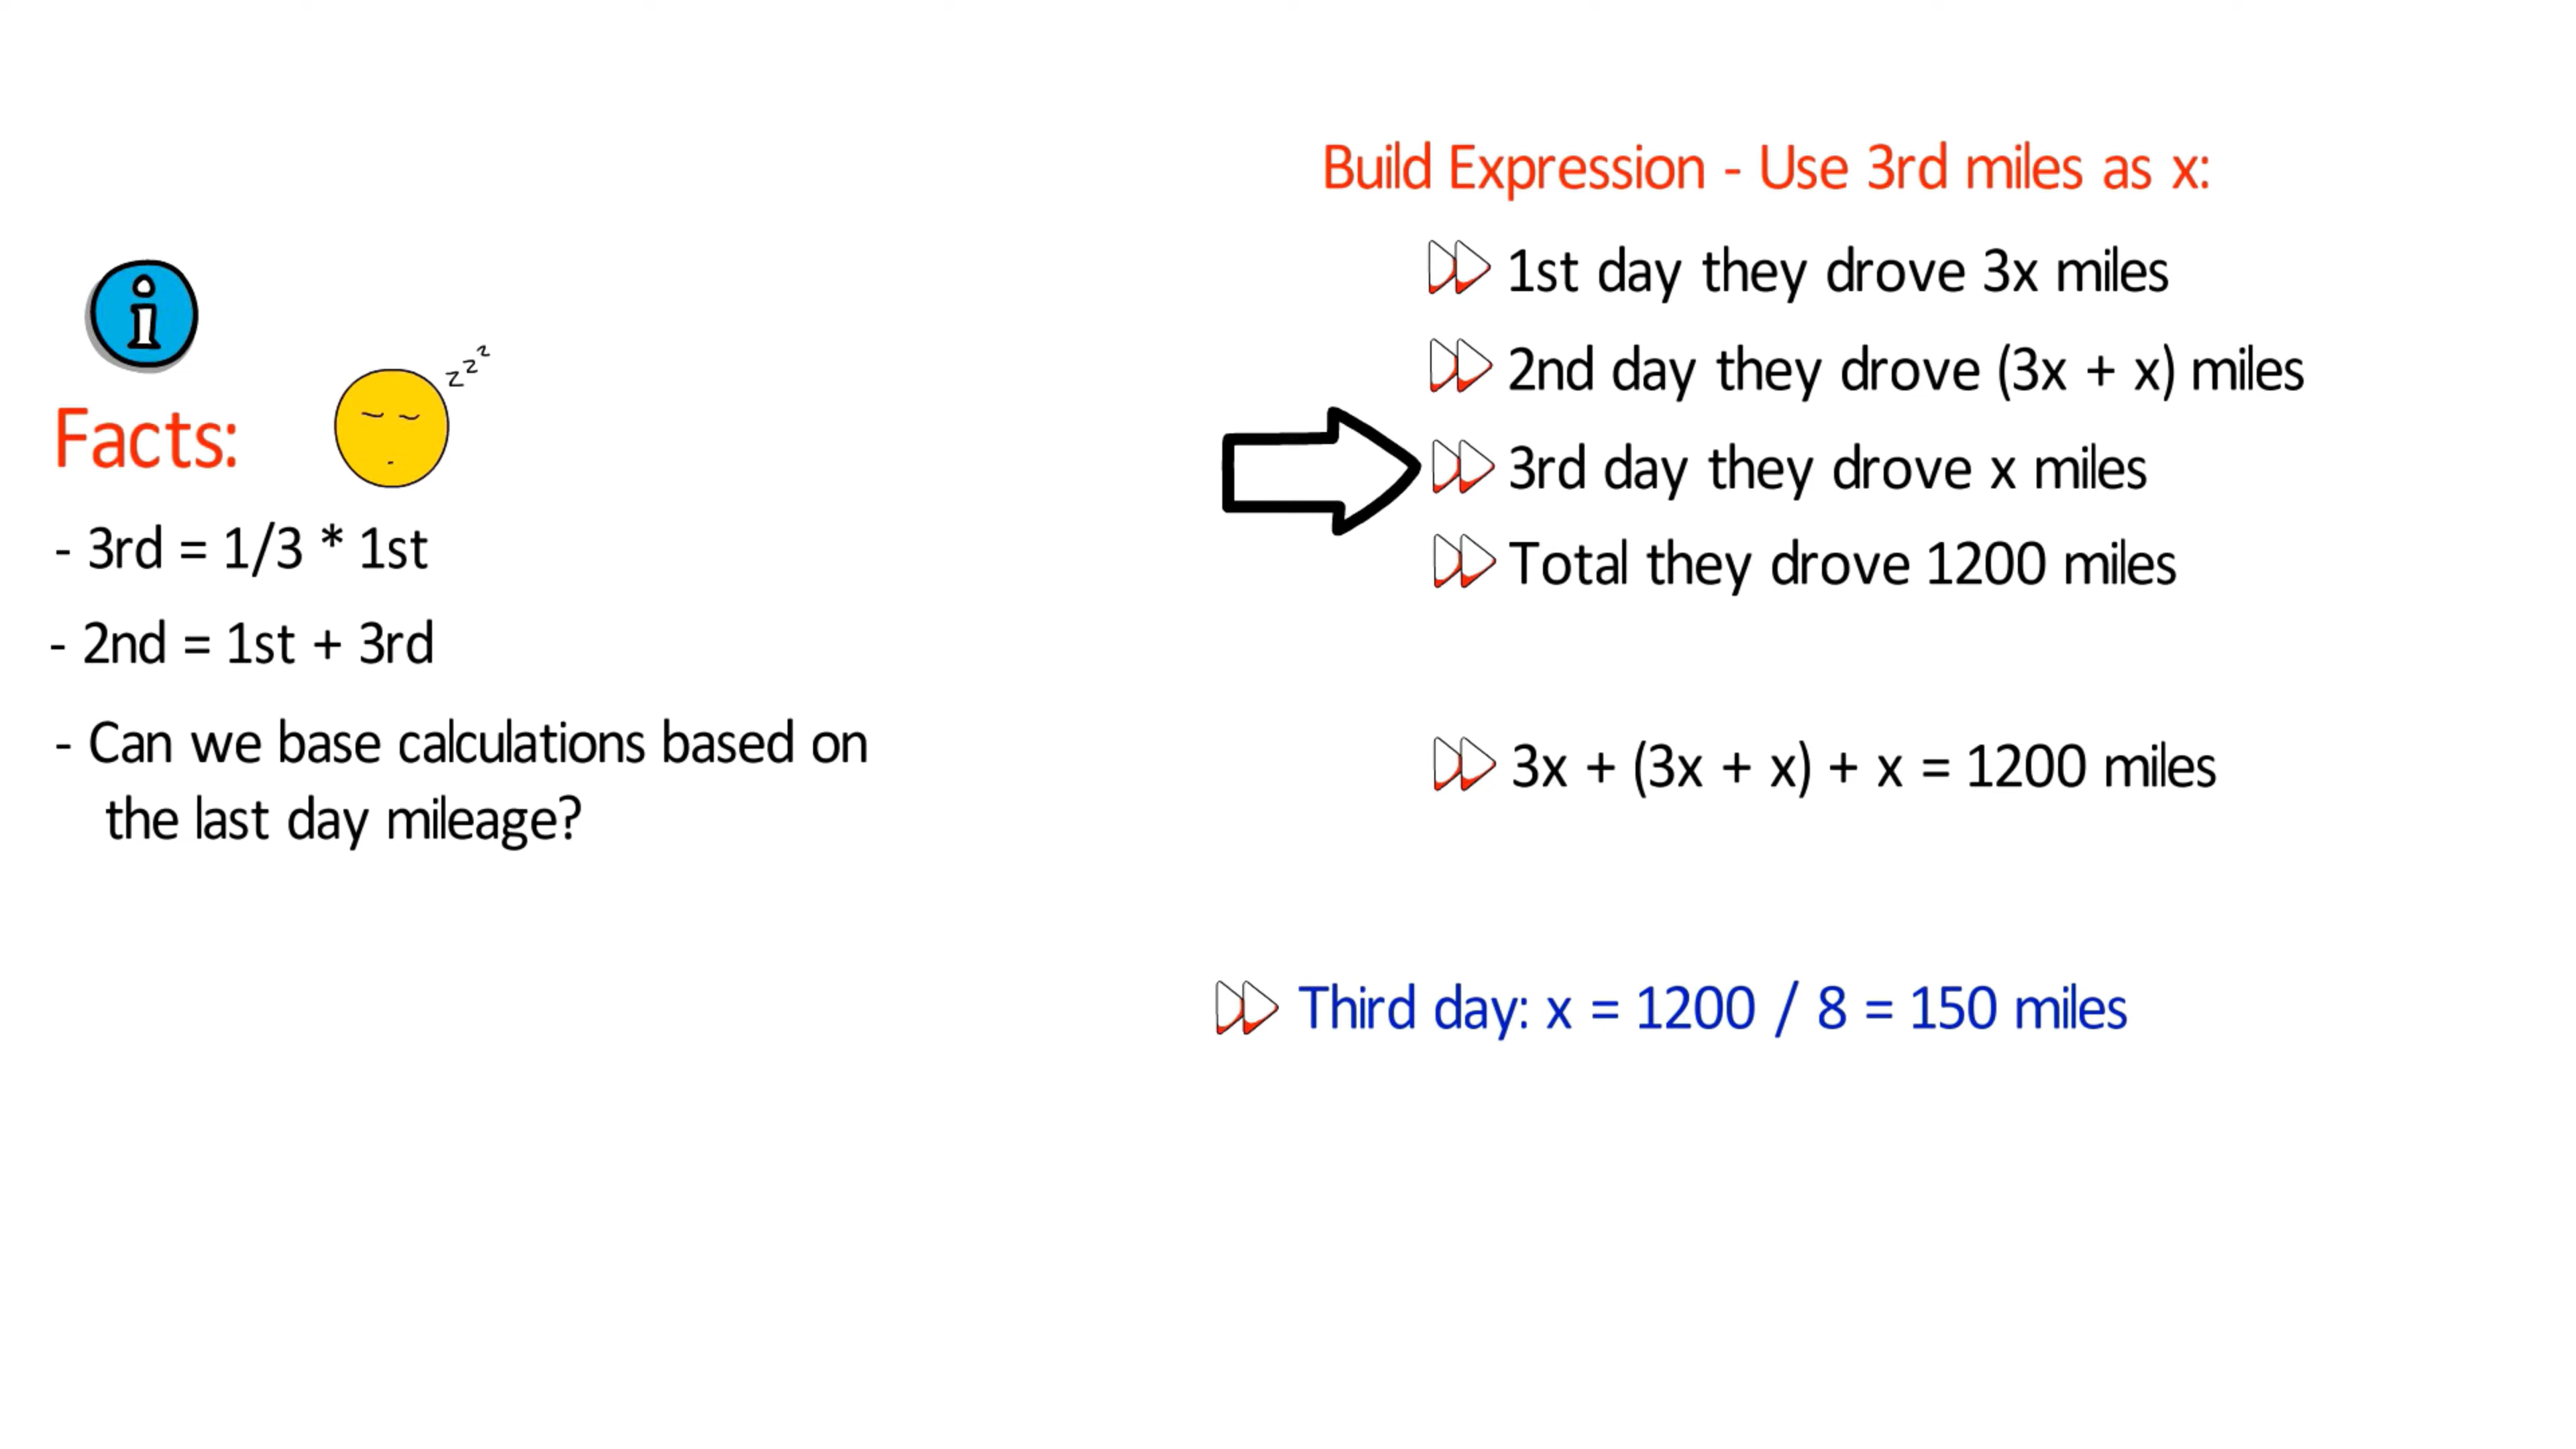 i
Facts:
zzz
- 3rd = 1/3 * 1st
- 2nd = 1st + 3rd
- Can we base calculations based on
the last day mileage?
Build Expression - Use 3rd miles as x:
1st day they drove 3x miles
2nd day they drove (3x + x) miles
3rd day they drove x miles
Total they drove 1200 miles
3x + (3x + x) + x = 1200 miles
Third day: x = 1200 / 8 = 150 miles